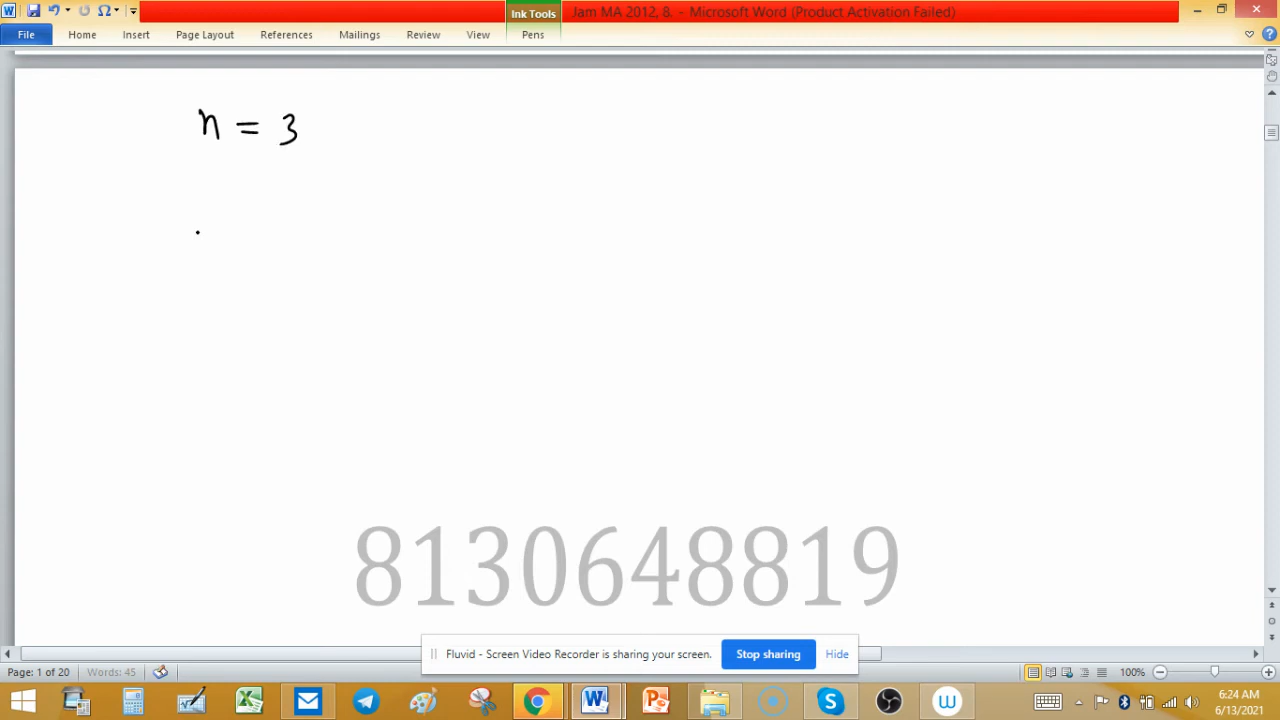 Jam MA 2012, 8. - Microsoft Word (Product Activation Failed)
Ink Tools
File Home Insert Page Layout References Mailings Review View Pens
n = 3
8130648819
Fluvid - Screen Video Recorder is sharing your screen. Stop sharing Hide
Page: 1 of 20 Words: 45 100%
6:24 AM
6/13/2021